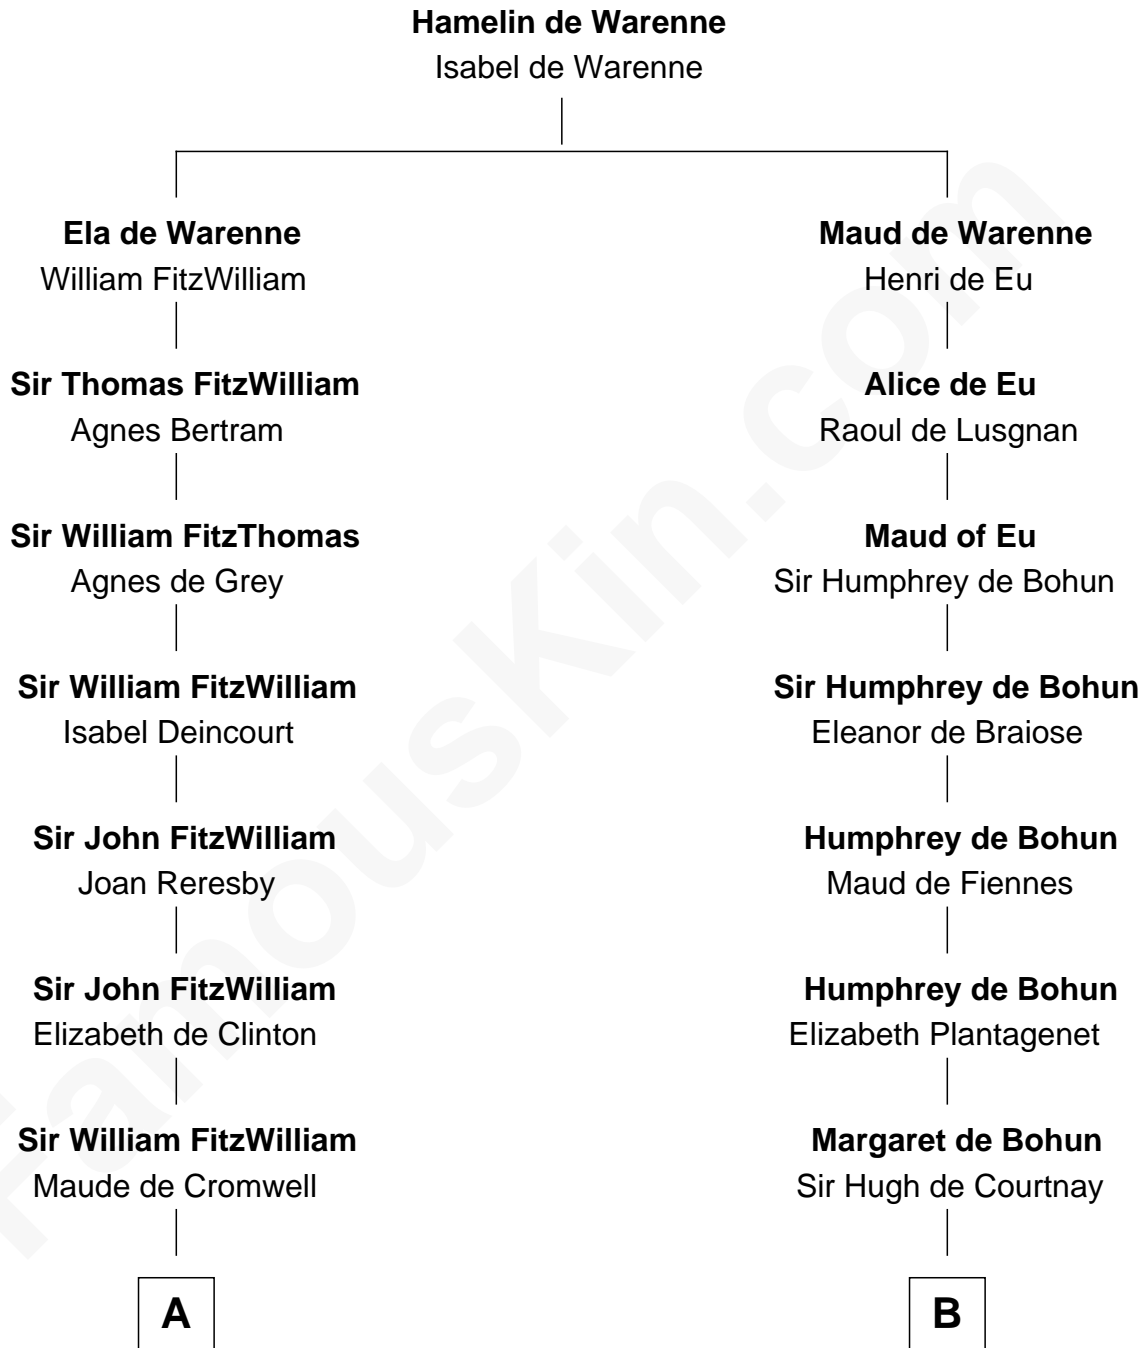 Hamelin de Warenne
Isabel de Warenne
Ela de Warenne
William FitzWilliam
Sir Thomas FitzWilliam
Agnes Bertram
Sir William FitzThomas
Agnes de Grey
Sir William FitzWilliam
Isabel Deincourt
Sir John FitzWilliam
Joan Reresby
Sir John FitzWilliam
Elizabeth de Clinton
Sir William FitzWilliam
Maude de Cromwell
A
Maud de Warenne
Henri de Eu
Alice de Eu
Raoul de Lusgnan
Maud of Eu
Sir Humphrey de Bohun
Sir Humphrey de Bohun
Eleanor de Braiose
Humphrey de Bohun
Maud de Fiennes
Humphrey de Bohun
Elizabeth Plantagenet
Margaret de Bohun
Sir Hugh de Courtnay
B
FamousKin.com